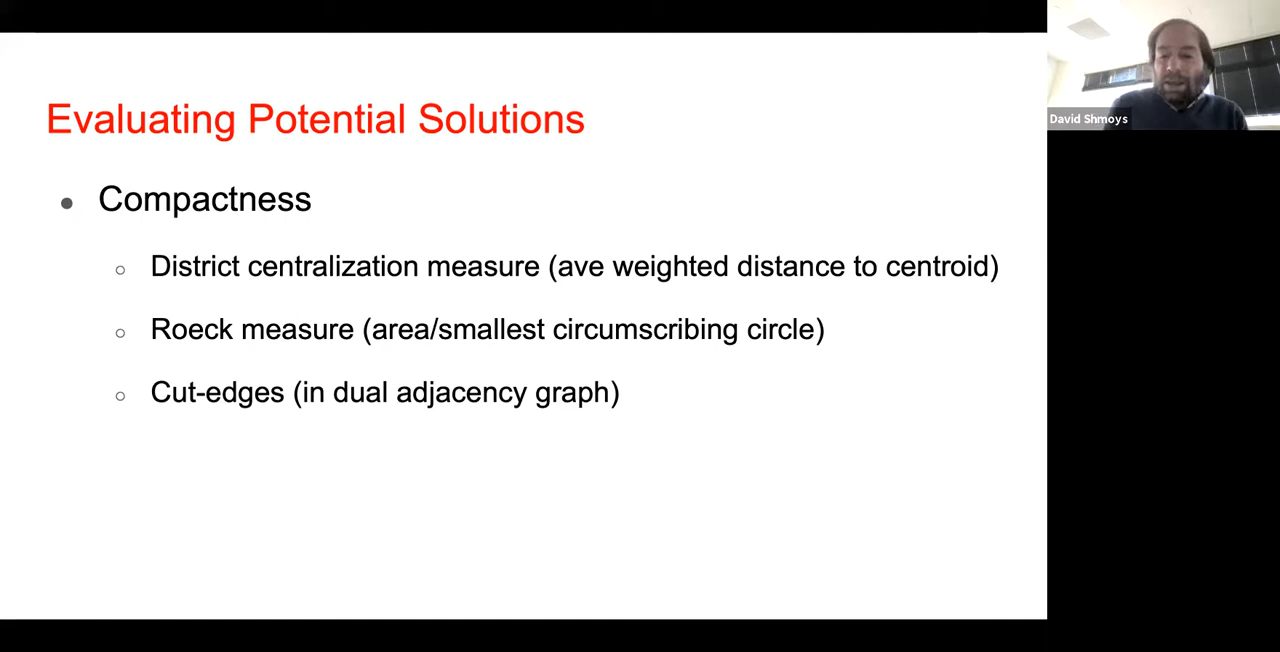 Evaluating Potential Solutions
● Compactness
○ District centralization measure (ave weighted distance to centroid)
○ Roeck measure (area/smallest circumscribing circle)
○ Cut-edges (in dual adjacency graph)
David Shmoys